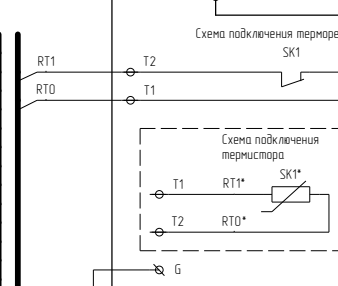 Схема подключения терморе
SK1
RT1 T2
RT0 T1
Схема подключения
термистора
SK1*
T1 RT1*
T2 RT0*
G